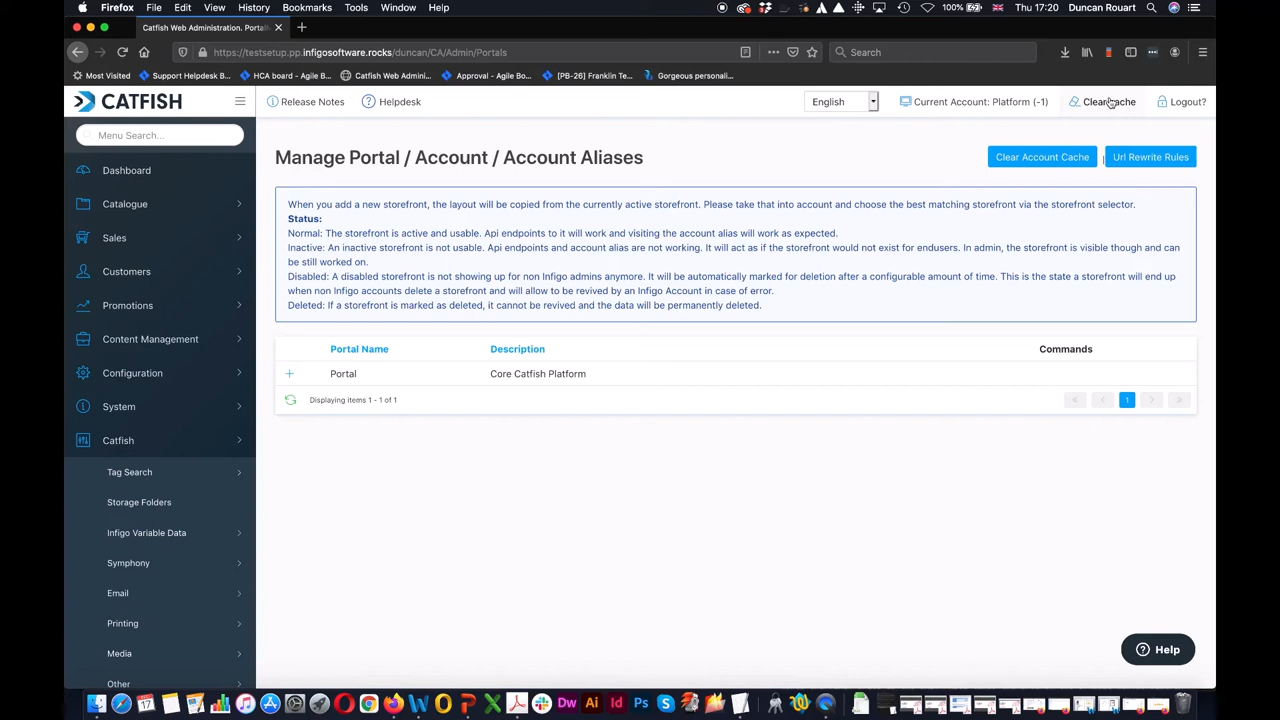 Firefox File Edit View History Bookmarks Tools Window Help 100% Thu 17:20 Duncan Rouart
Catfish Web Administration. Portal
https://testsetup.pp.infigosoftware.rocks/duncan/CA/Admin/Portals
Search
Most Visited Support Helpdesk B... HCA board - Agile B... Catfish Web Admini... Approval - Agile Bo... [PB-26] Franklin Te... Gorgeous personali...
CATFISH
Release Notes Helpdesk English Current Account: Platform (-1) Clear Cache Logout?
Menu Search...
Manage Portal / Account / Account Aliases
Clear Account Cache | Url Rewrite Rules
Dashboard
Catalogue
Sales
Customers
Promotions
Content Management
Configuration
System
Catfish
Tag Search
Storage Folders
Infigo Variable Data
Symphony
Email
Printing
Media
Other
When you add a new storefront, the layout will be copied from the currently active storefront. Please take that into account and choose the best matching storefront via the storefront selector.
Status:
Normal: The storefront is active and usable. Api endpoints to it will work and visiting the account alias will work as expected.
Inactive: An inactive storefront is not usable. Api endpoints and account alias are not working. It will act as if the storefront would not exist for endusers. In admin, the storefront is visible though and can
be still worked on.
Disabled: A disabled storefront is not showing up for non Infigo admins anymore. It will be automatically marked for deletion after a configurable amount of time. This is the state a storefront will end up
when non Infigo accounts delete a storefront and will allow to be revived by an Infigo Account in case of error.
Deleted: If a storefront is marked as deleted, it cannot be revived and the data will be permanently deleted.
Portal Name Description Commands
Portal Core Catfish Platform
Displaying items 1 - 1 of 1
1
Help